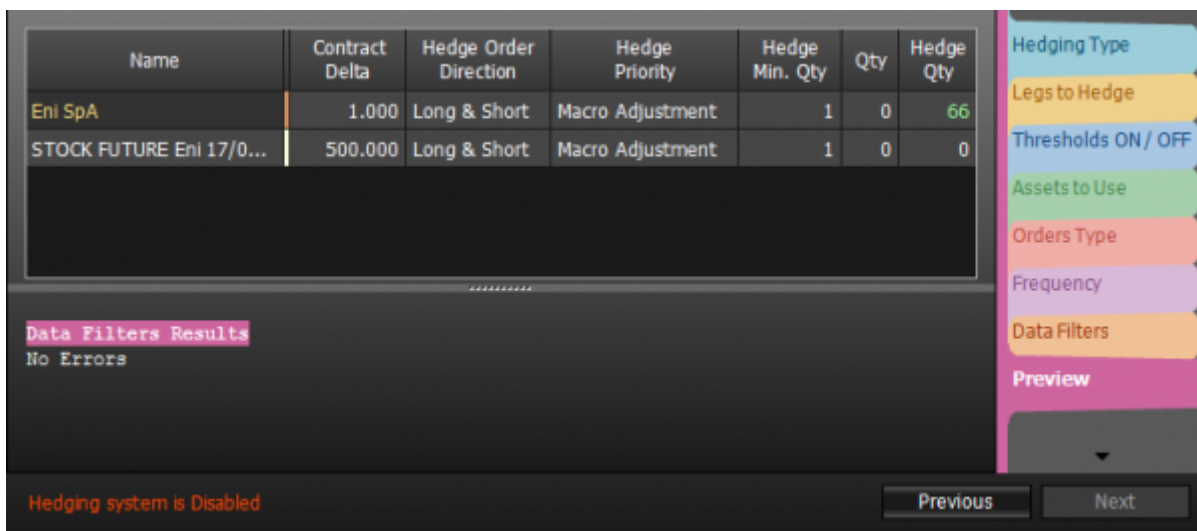 Name Contract Delta Hedge Order Direction Hedge Priority Hedge Min. Qty Qty Hedge Qty
Eni SpA 1.000 Long & Short Macro Adjustment 1 0 66
STOCK FUTURE Eni 17/0... 500.000 Long & Short Macro Adjustment 1 0 0
Data Filters Results
No Errors
Hedging system is Disabled
Previous Next
Hedging Type
Legs to Hedge
Thresholds ON / OFF
Assets to Use
Orders Type
Frequency
Data Filters
Preview